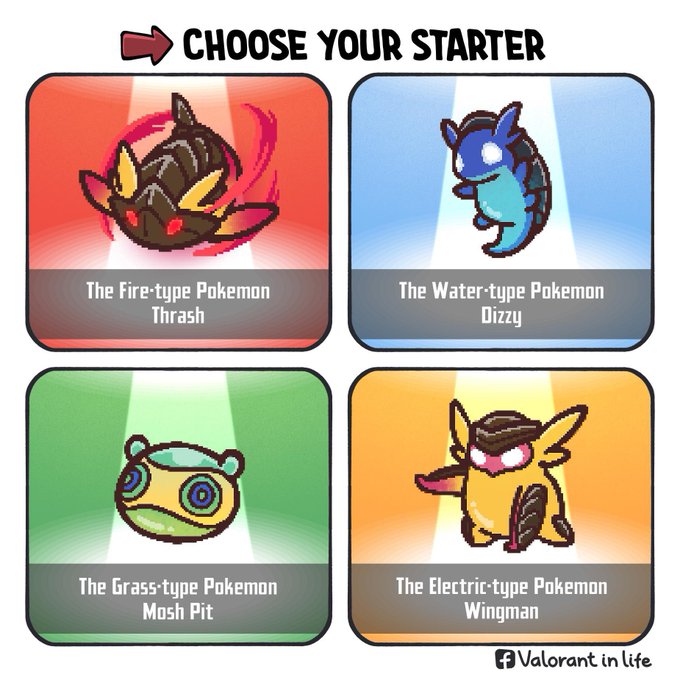 CHOOSE YOUR STARTER
The Fire-type Pokemon
Thrash
The Water-type Pokemon
Dizzy
The Grass-type Pokemon
Mosh Pit
The Electric-type Pokemon
Wingman
Valorant in life